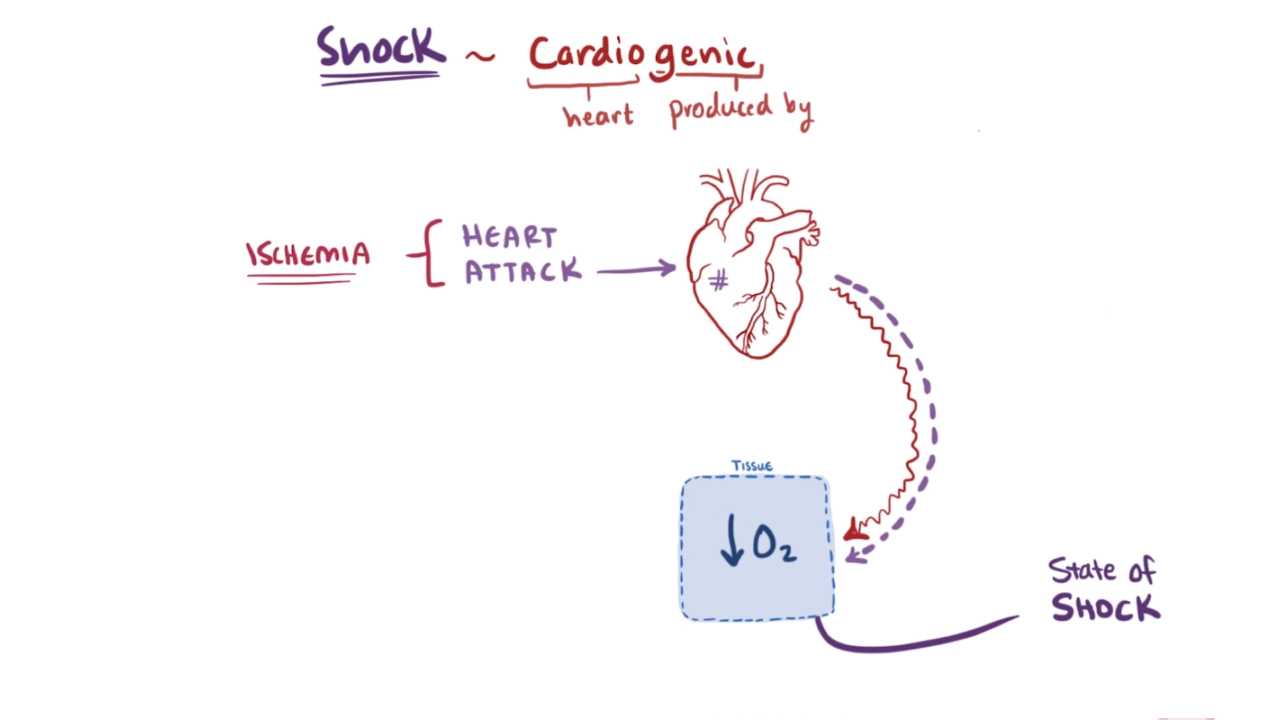 SHOCK ~ Cardiogenic
heart produced by
ISCHEMIA
HEART
ATTACK
#
TISSUE
↓O₂
State of
SHOCK